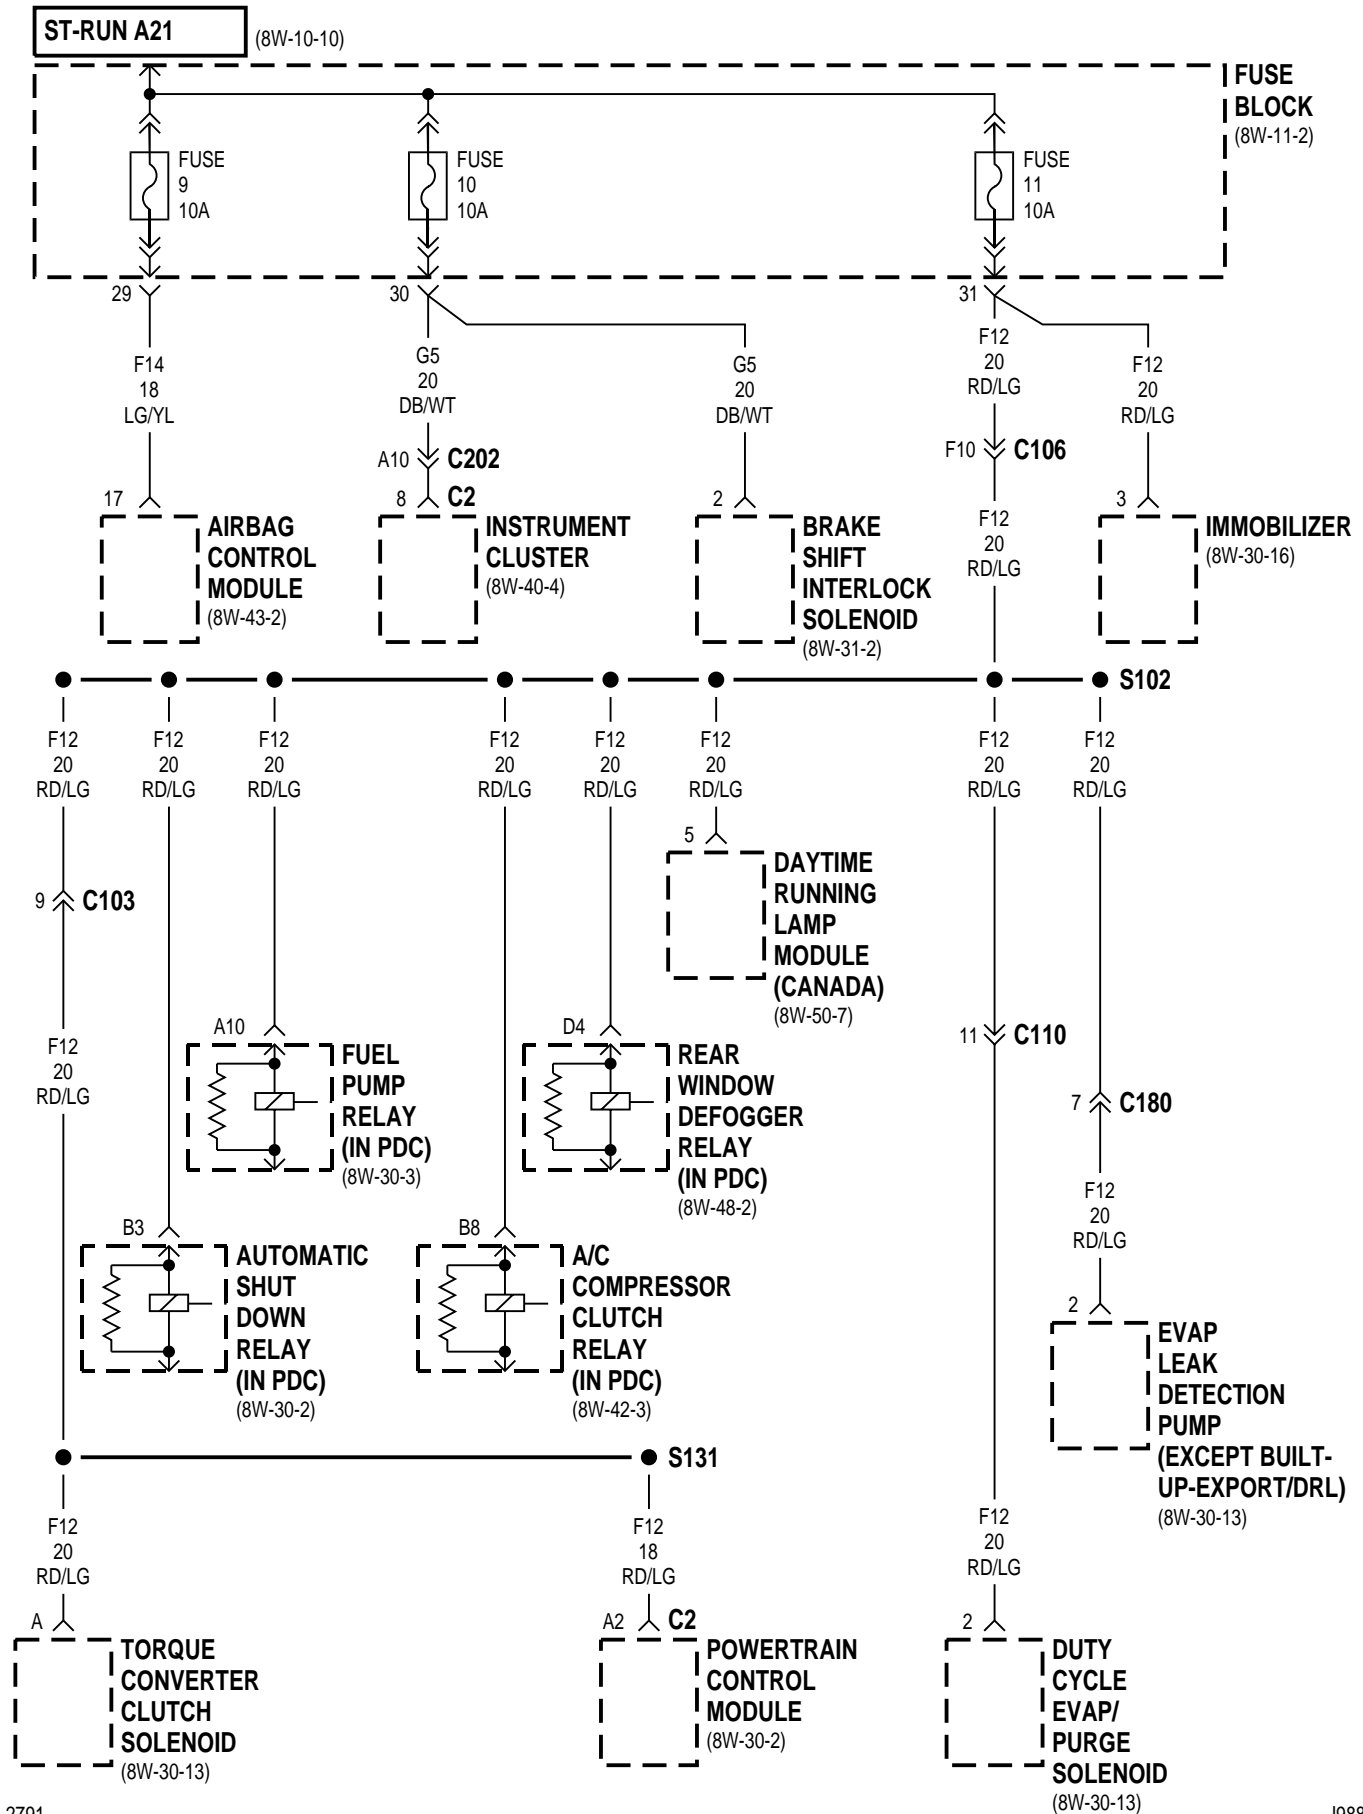 ST-RUN A21
(8W-10-10)
FUSE
BLOCK
(8W-11-2)
FUSE
9
10A
FUSE
10
10A
FUSE
11
10A
29
30
31
F14
18
LG/YL
G5
20
DB/WT
G5
20
DB/WT
F12
20
RD/LG
F12
20
RD/LG
A10
C202
F10
C106
17
8
C2
2
3
F12
20
RD/LG
AIRBAG
CONTROL
MODULE
(8W-43-2)
INSTRUMENT
CLUSTER
(8W-40-4)
BRAKE
SHIFT
INTERLOCK
SOLENOID
(8W-31-2)
IMMOBILIZER
(8W-30-16)
S102
F12
20
RD/LG
F12
20
RD/LG
F12
20
RD/LG
F12
20
RD/LG
F12
20
RD/LG
F12
20
RD/LG
F12
20
RD/LG
F12
20
RD/LG
5
DAYTIME
RUNNING
LAMP
MODULE
(CANADA)
(8W-50-7)
9
C103
A10
D4
11
C110
F12
20
RD/LG
FUEL
PUMP
RELAY
(IN PDC)
(8W-30-3)
REAR
WINDOW
DEFOGGER
RELAY
(IN PDC)
(8W-48-2)
7
C180
F12
20
RD/LG
B3
B8
AUTOMATIC
SHUT
DOWN
RELAY
(IN PDC)
(8W-30-2)
A/C
COMPRESSOR
CLUTCH
RELAY
(IN PDC)
(8W-42-3)
2
EVAP
LEAK
DETECTION
PUMP
(EXCEPT BUILT-
UP-EXPORT/DRL)
(8W-30-13)
S131
F12
20
RD/LG
F12
18
RD/LG
F12
20
RD/LG
A
A2
C2
2
TORQUE
CONVERTER
CLUTCH
SOLENOID
(8W-30-13)
POWERTRAIN
CONTROL
MODULE
(8W-30-2)
DUTY
CYCLE
EVAP/
PURGE
SOLENOID
(8W-30-13)